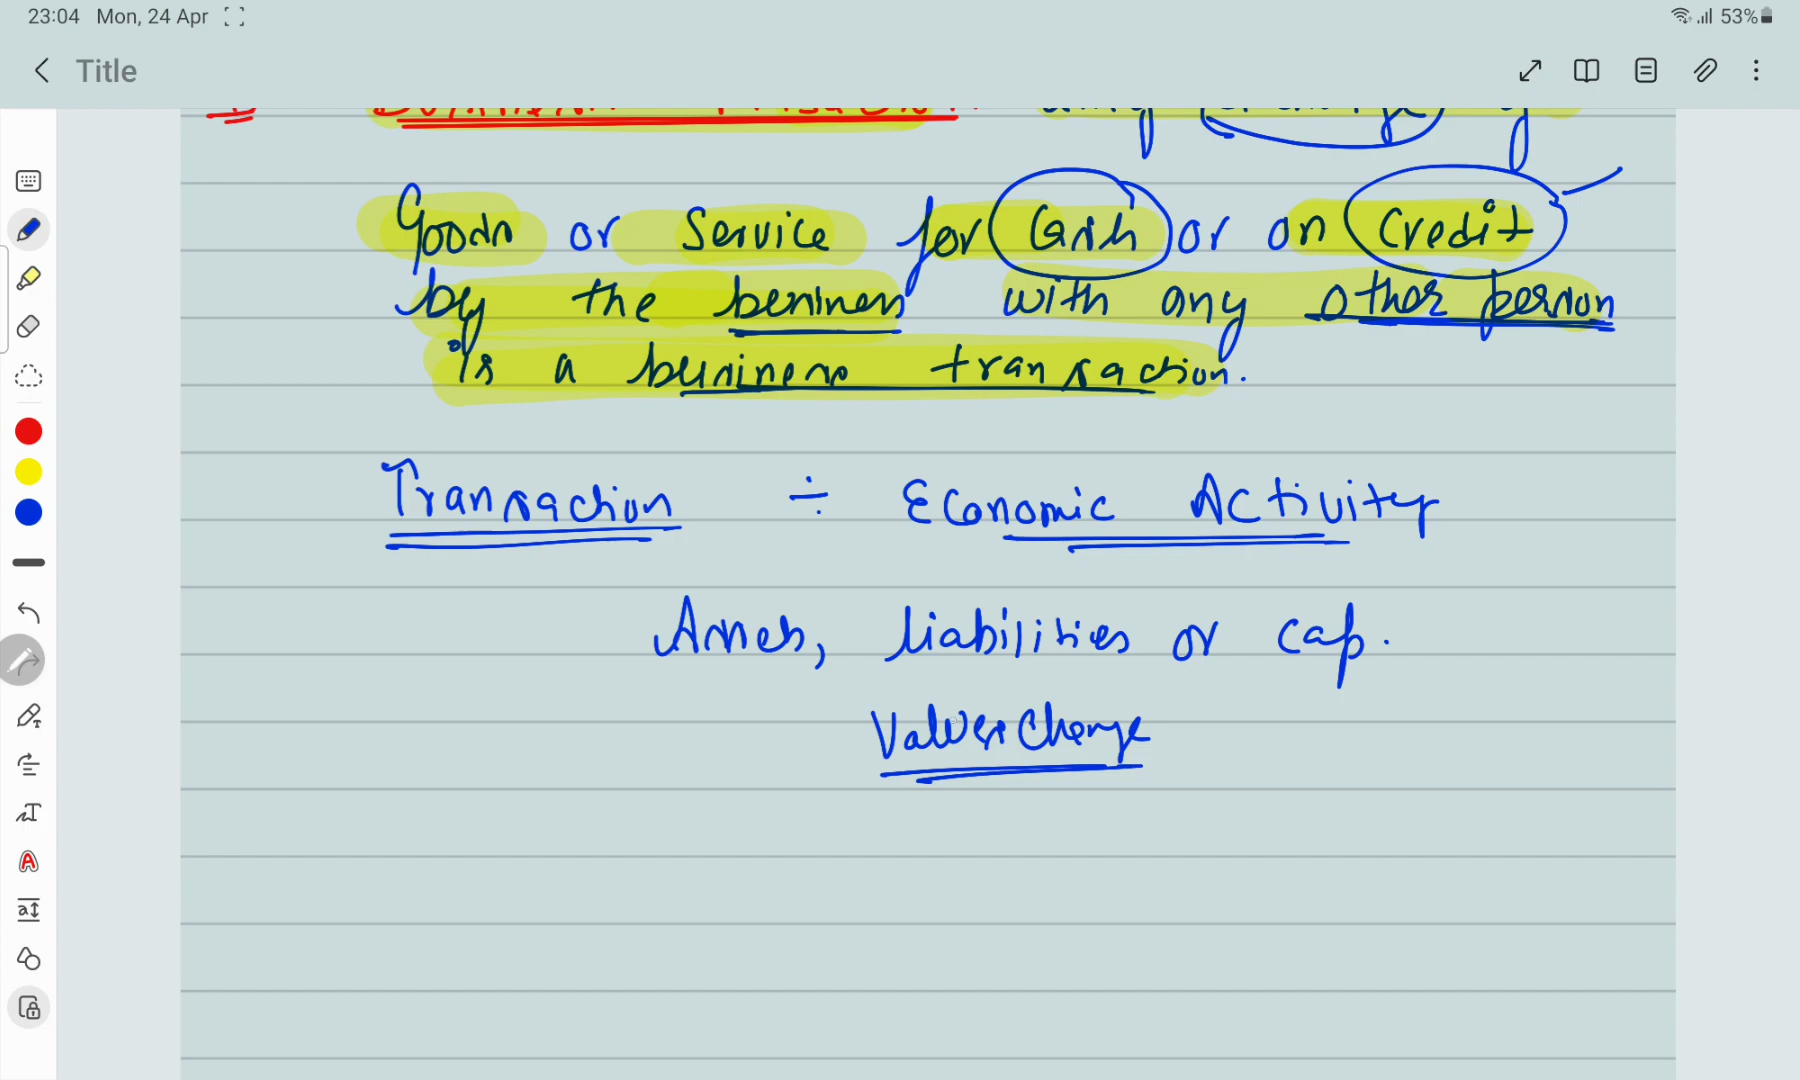 23:04 Mon, 24 Apr 53%
Title
Goods or Service for Cash or on Credit
by the business with any other person
is a business transaction.
Transaction ÷ Economic Activity
Assets, liabilities or cap.
Values Change